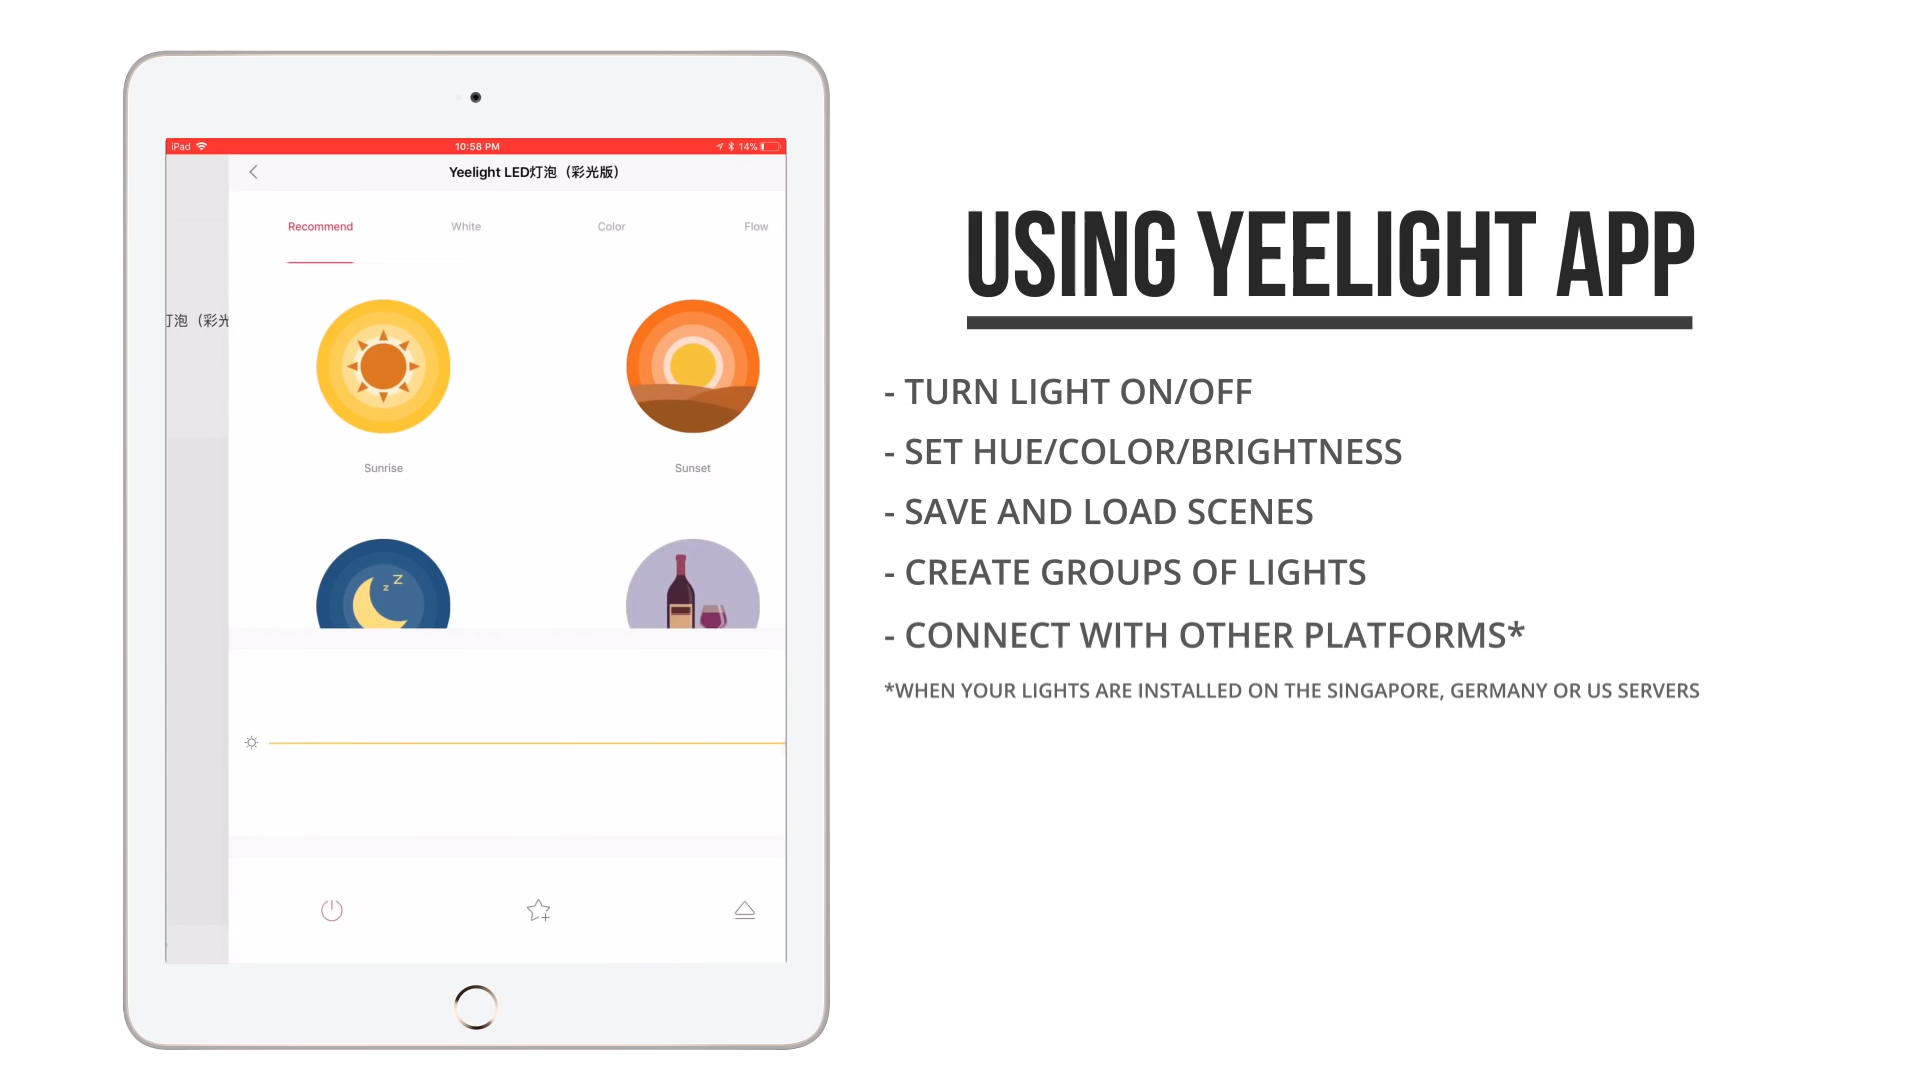 iPad 10:58 PM 14%
Yeelight LED灯泡（彩光版）
Recommend White Color Flow
灯泡（彩光
Sunrise Sunset
z z
USING YEELIGHT APP
- TURN LIGHT ON/OFF
- SET HUE/COLOR/BRIGHTNESS
- SAVE AND LOAD SCENES
- CREATE GROUPS OF LIGHTS
- CONNECT WITH OTHER PLATFORMS*
*WHEN YOUR LIGHTS ARE INSTALLED ON THE SINGAPORE, GERMANY OR US SERVERS